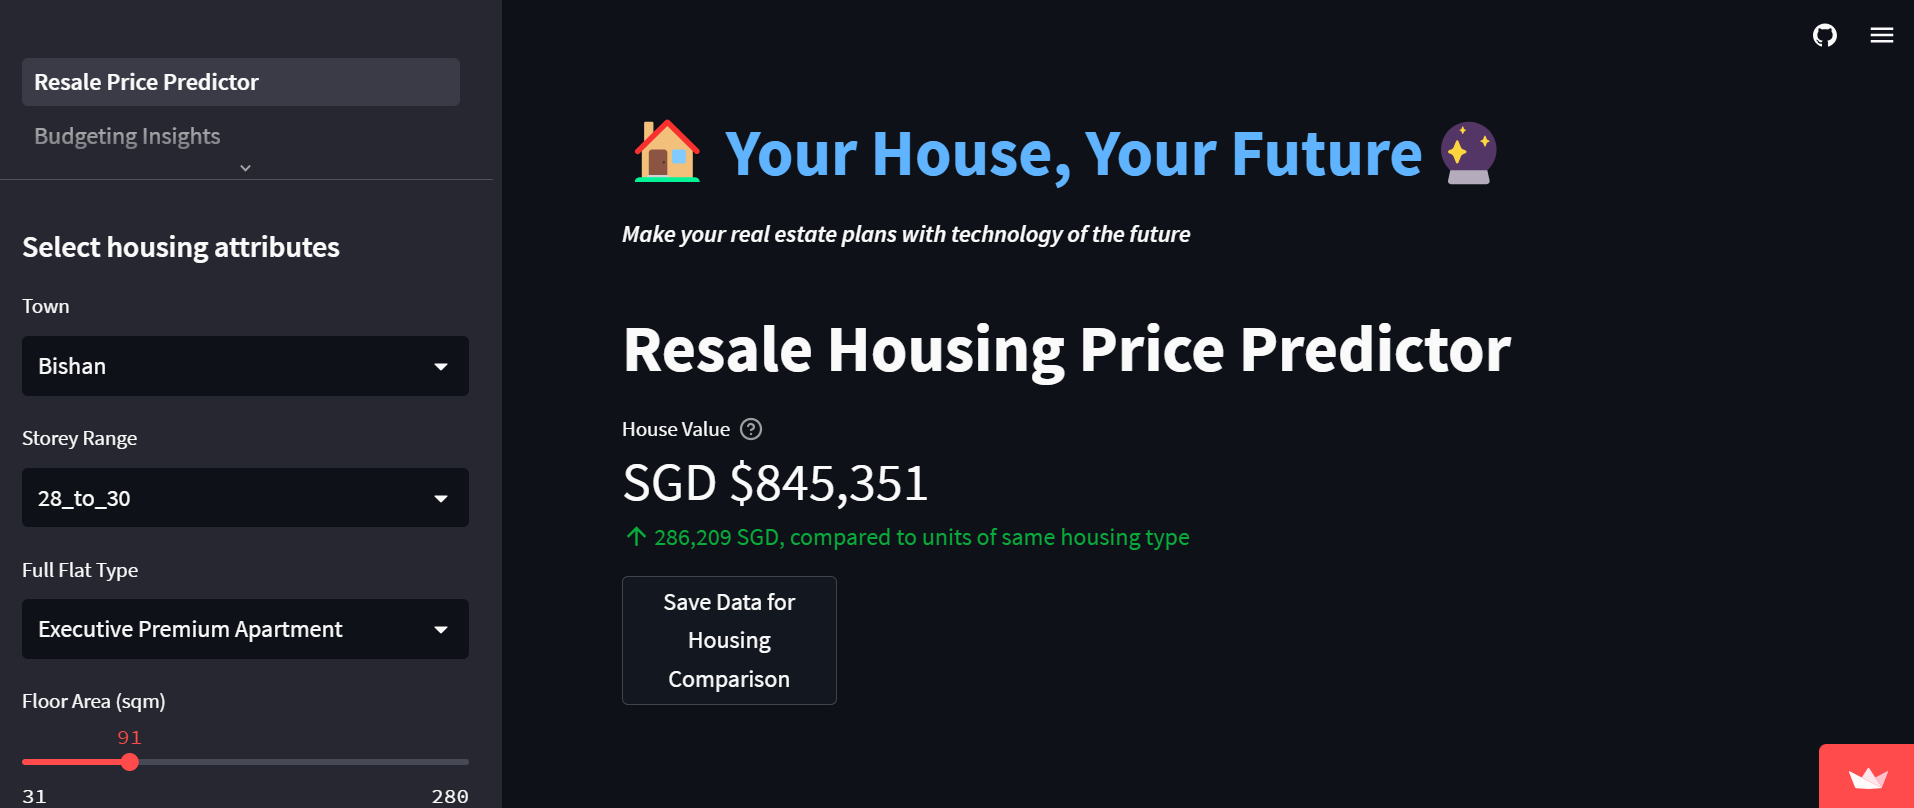 Resale Price Predictor
Budgeting Insights
Select housing attributes
Town
Bishan
Storey Range
28_to_30
Full Flat Type
Executive Premium Apartment
Floor Area (sqm)
91
31
280
Your House, Your Future
Make your real estate plans with technology of the future
Resale Housing Price Predictor
House Value
SGD $845,351
286,209 SGD, compared to units of same housing type
Save Data for
Housing
Comparison